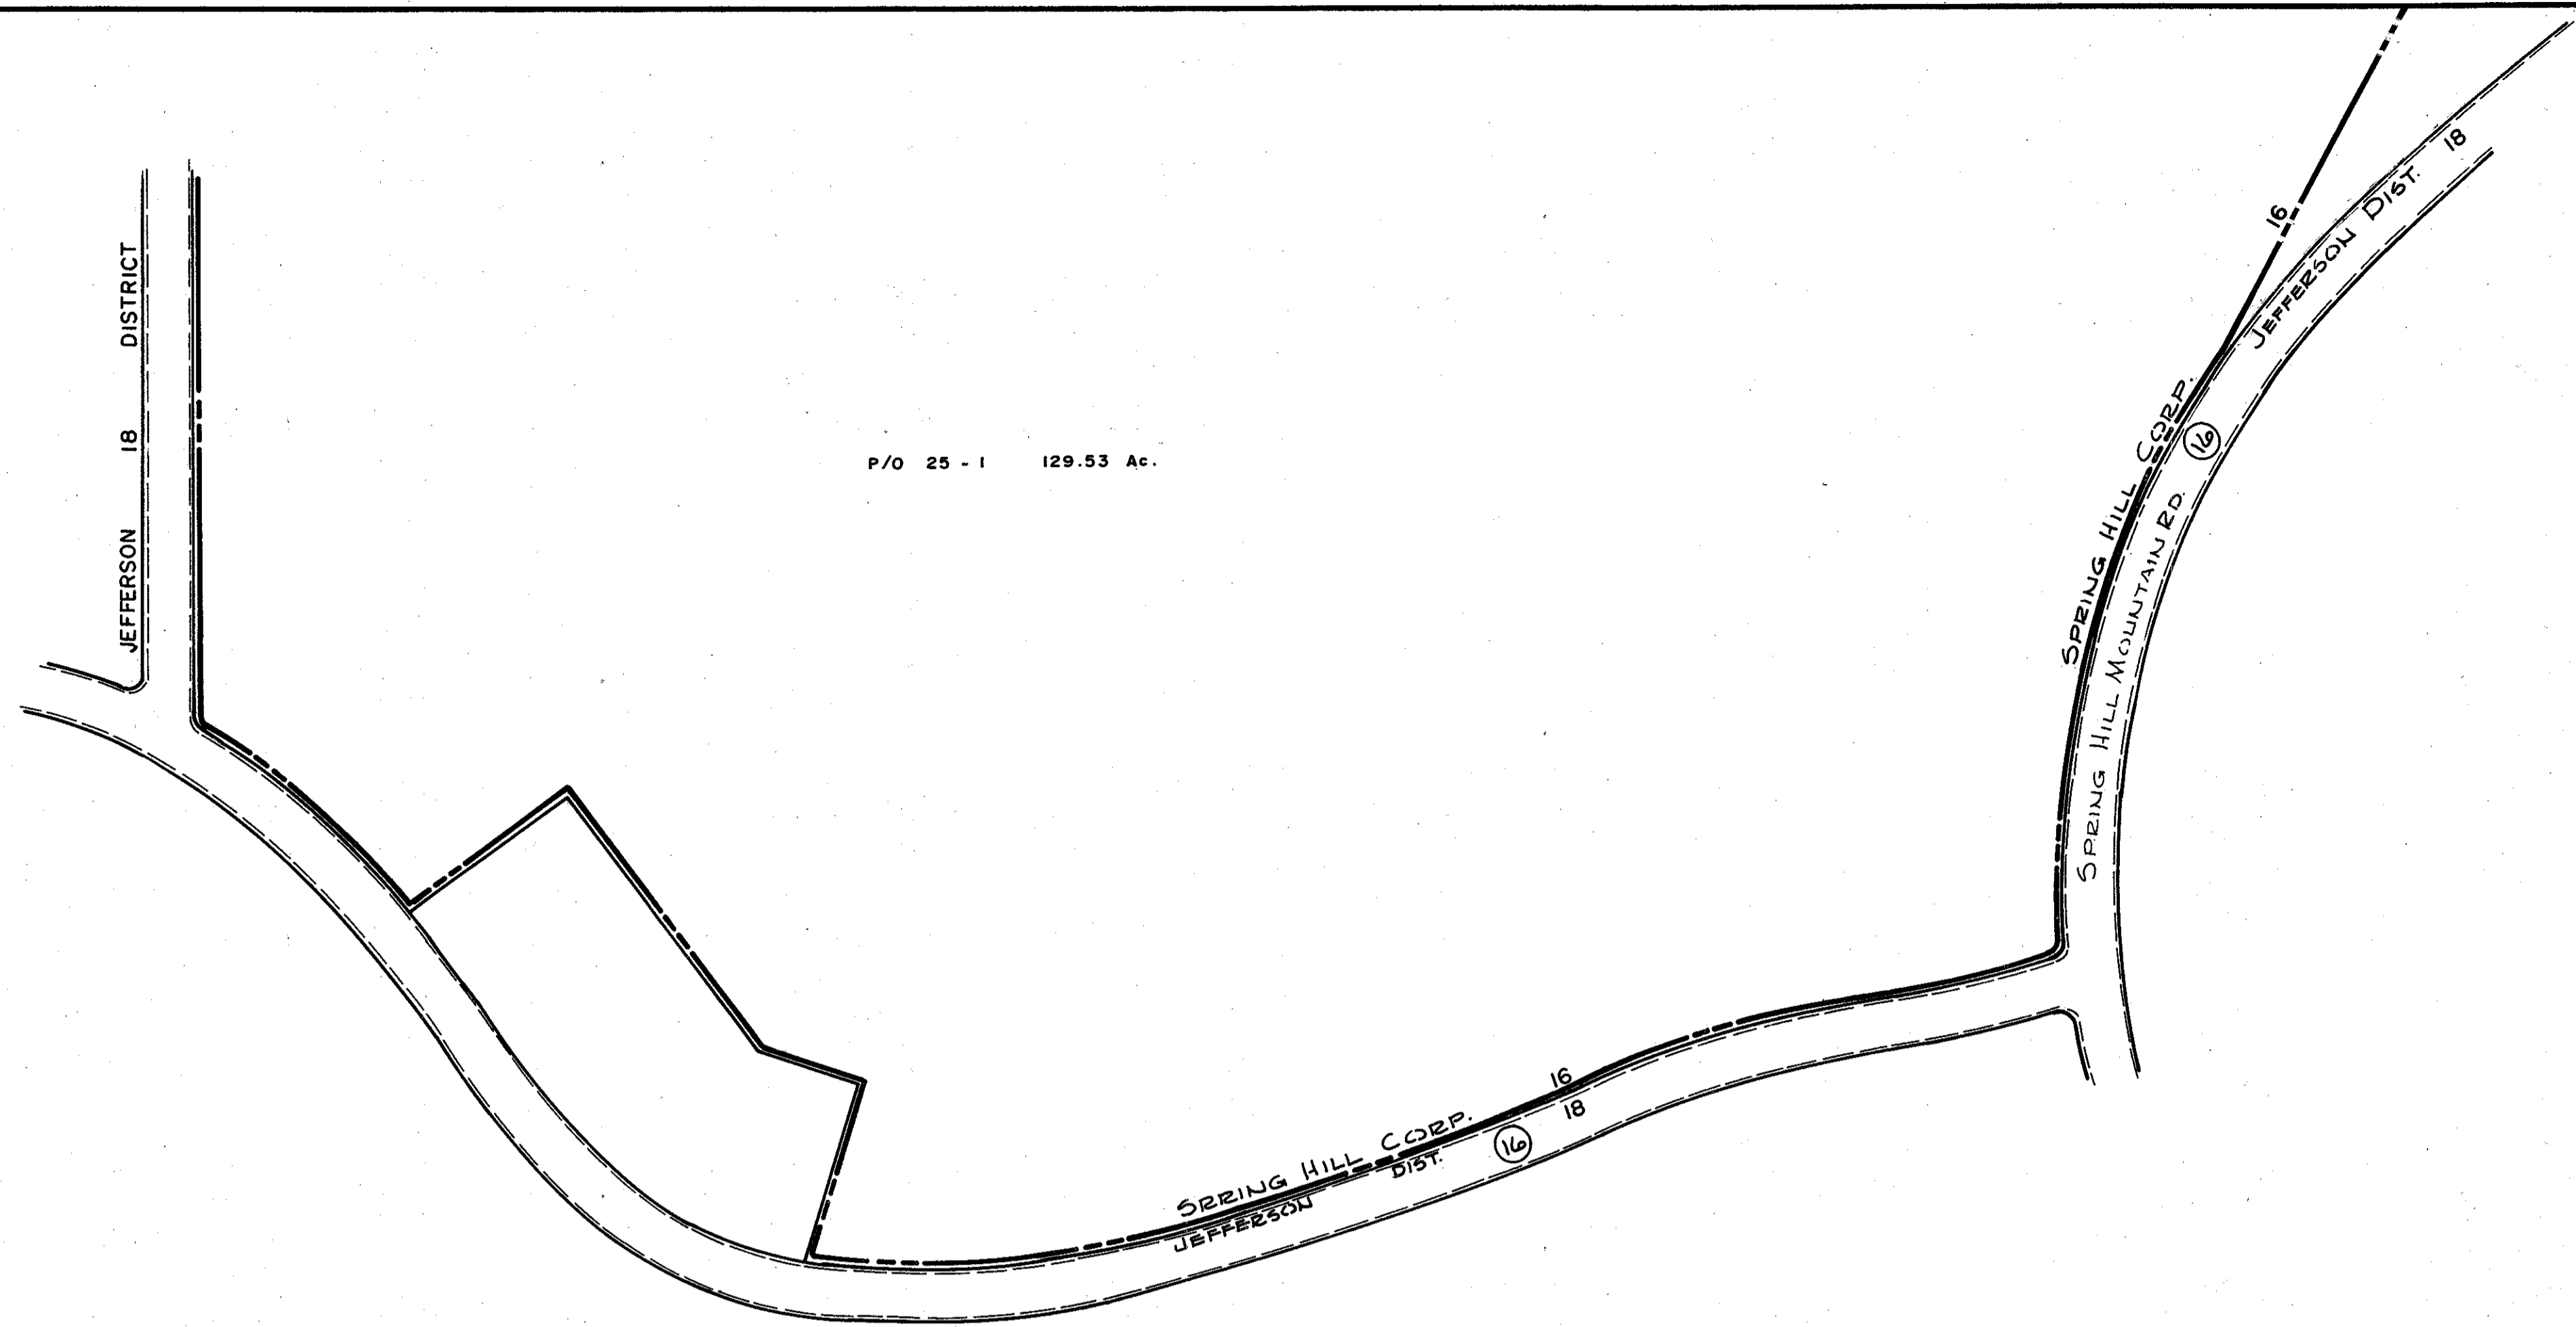 JEFFERSON 18 DISTRICT
P/O 25 - 1 129.53 Ac.
16
JEFFERSON DIST. 18
SPRING HILL CORP.
16
SPRING HILL MOUNTAIN RD.
16
18
SRRING HILL CORP.
16
JEFFERSON DIST.